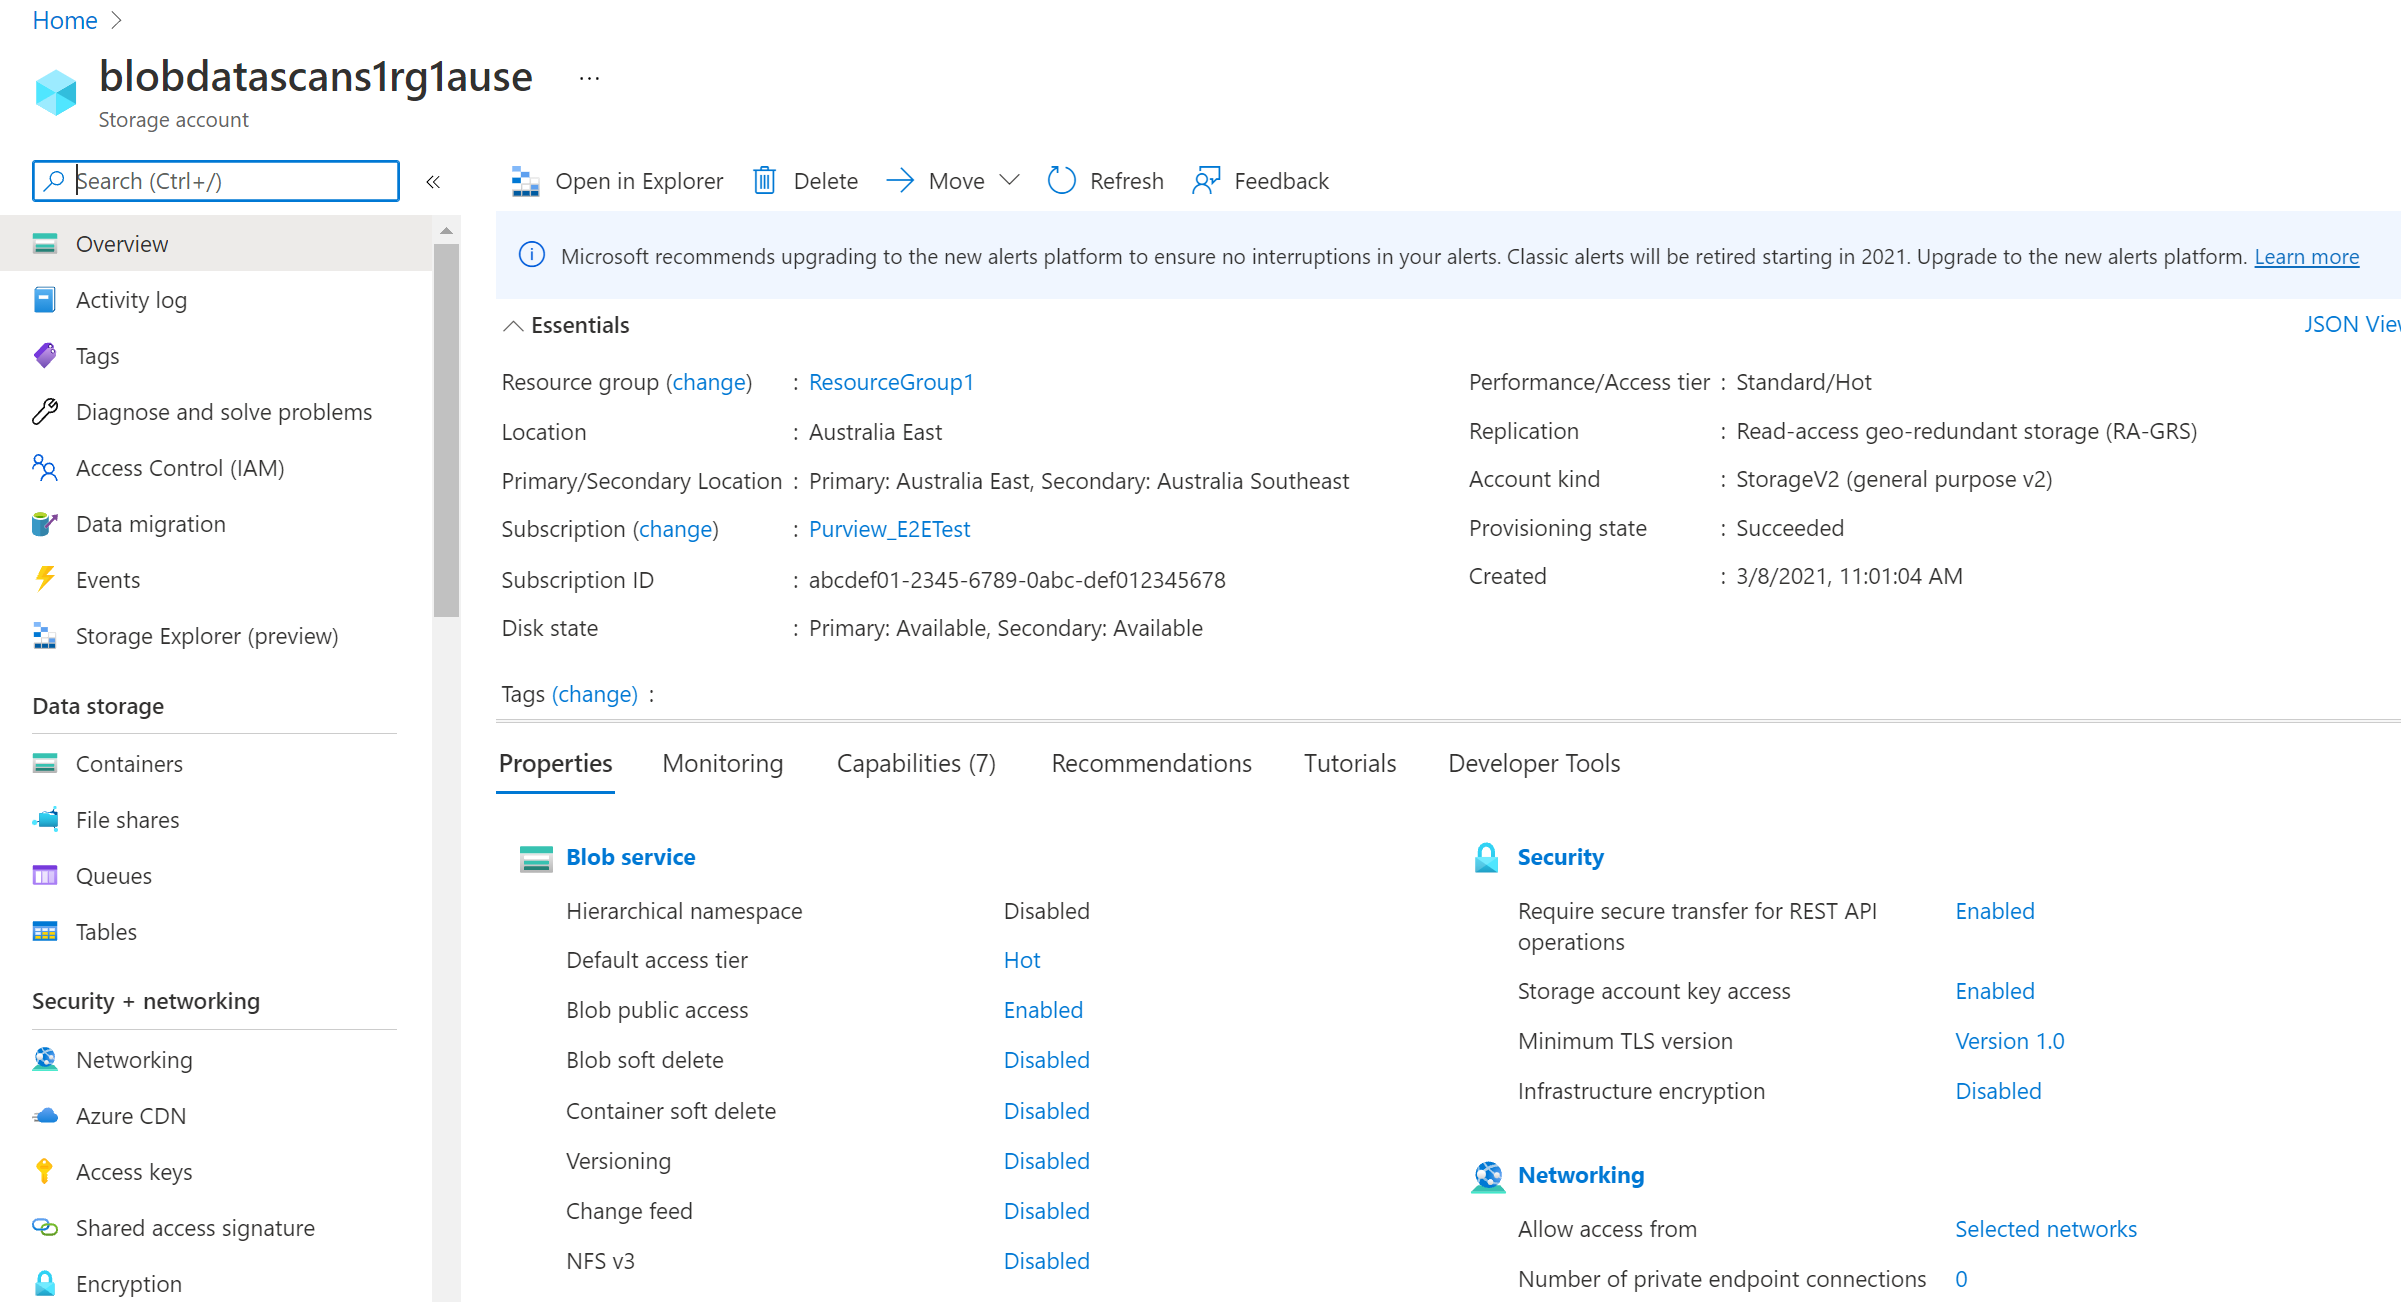 Home
blobdatascans1rg1ause ...
Storage account
Search (Ctrl+/)
«
Overview
Activity log
Tags
Diagnose and solve problems
Access Control (IAM)
Data migration
Events
Storage Explorer (preview)
Data storage
Containers
File shares
Queues
Tables
Security + networking
Networking
Azure CDN
Access keys
Shared access signature
Encryption
Open in Explorer Delete Move Refresh Feedback
Microsoft recommends upgrading to the new alerts platform to ensure no interruptions in your alerts. Classic alerts will be retired starting in 2021. Upgrade to the new alerts platform. Learn more
Essentials
JSON View
Resource group (change) : ResourceGroup1
Location : Australia East
Primary/Secondary Location : Primary: Australia East, Secondary: Australia Southeast
Subscription (change) : Purview_E2ETest
Subscription ID : abcdef01-2345-6789-0abc-def012345678
Disk state : Primary: Available, Secondary: Available
Tags (change) :
Performance/Access tier : Standard/Hot
Replication : Read-access geo-redundant storage (RA-GRS)
Account kind : StorageV2 (general purpose v2)
Provisioning state : Succeeded
Created : 3/8/2021, 11:01:04 AM
Properties Monitoring Capabilities (7) Recommendations Tutorials Developer Tools
Blob service
Hierarchical namespace Disabled
Default access tier Hot
Blob public access Enabled
Blob soft delete Disabled
Container soft delete Disabled
Versioning Disabled
Change feed Disabled
NFS v3 Disabled
Security
Require secure transfer for REST API Enabled
operations
Storage account key access Enabled
Minimum TLS version Version 1.0
Infrastructure encryption Disabled
Networking
Allow access from Selected networks
Number of private endpoint connections 0